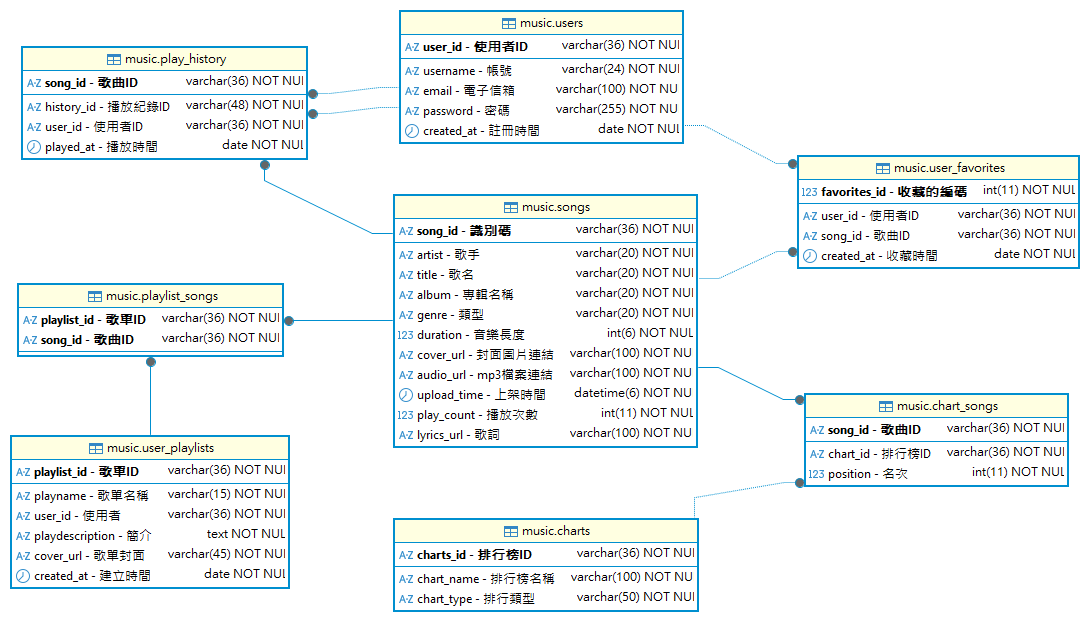 music.users
user_id - 使用者ID varchar(36) NOT NUI
username - 帳號 varchar(24) NOT NUI
email - 電子信箱 varchar(100) NOT NU
password - 密碼 varchar(255) NOT NU
created_at - 註冊時間 date NOT NUI
music.play_history
song_id - 歌曲ID varchar(36) NOT NUI
history_id - 播放紀錄ID varchar(48) NOT NUI
user_id - 使用者ID varchar(36) NOT NUI
played_at - 播放時間 date NOT NUL
music.user_favorites
favorites_id - 收藏的編碼 int(11) NOT NUL
user_id - 使用者ID varchar(36) NOT NUI
song_id - 歌曲ID varchar(36) NOT NUI
created_at - 收藏時間 date NOT NUL
music.songs
song_id - 識別碼 varchar(36) NOT NUI
artist - 歌手 varchar(20) NOT NUI
title - 歌名 varchar(20) NOT NUI
album - 專輯名稱 varchar(20) NOT NUI
genre - 類型 varchar(20) NOT NUI
duration - 音樂長度 int(6) NOT NUL
cover_url - 封面圖片連結 varchar(100) NOT NU
audio_url - mp3檔案連結 varchar(100) NOT NU
upload_time - 上架時間 datetime(6) NOT NU
play_count - 播放次數 int(11) NOT NUL
lyrics_url - 歌詞 varchar(100) NOT NU
music.playlist_songs
playlist_id - 歌單ID varchar(36) NOT NUI
song_id - 歌曲ID varchar(36) NOT NUI
music.chart_songs
song_id - 歌曲ID varchar(36) NOT NUI
chart_id - 排行榜ID varchar(36) NOT NUI
position - 名次 int(11) NOT NUL
music.user_playlists
playlist_id - 歌單ID varchar(36) NOT NUI
playname - 歌單名稱 varchar(15) NOT NUI
user_id - 使用者 varchar(36) NOT NUI
playdescription - 簡介 text NOT NUL
cover_url - 歌單封面 varchar(45) NOT NUI
created_at - 建立時間 date NOT NUL
music.charts
charts_id - 排行榜ID varchar(36) NOT NUI
chart_name - 排行榜名稱 varchar(100) NOT NU
chart_type - 排行類型 varchar(50) NOT NUI